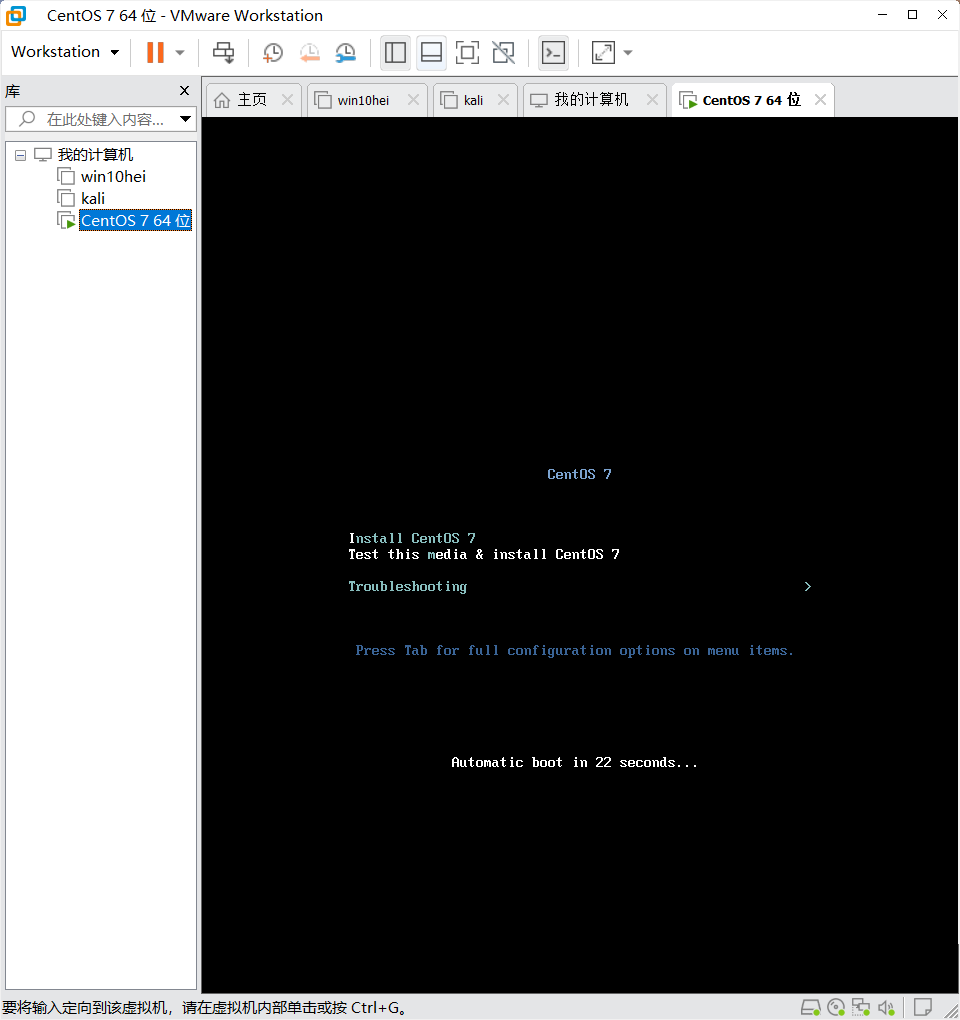 CentOS 7 64 位 - VMware Workstation
Workstation
库
在此处键入内容...
我的计算机
win10hei
kali
CentOS 7 64 位
主页
win10hei
kali
我的计算机
CentOS 7 64 位
CentOS 7
Install CentOS 7
Test this media & install CentOS 7
Troubleshooting >
Press Tab for full configuration options on menu items.
Automatic boot in 22 seconds...
要将输入定向到该虚拟机，请在虚拟机内部单击或按 Ctrl+G。